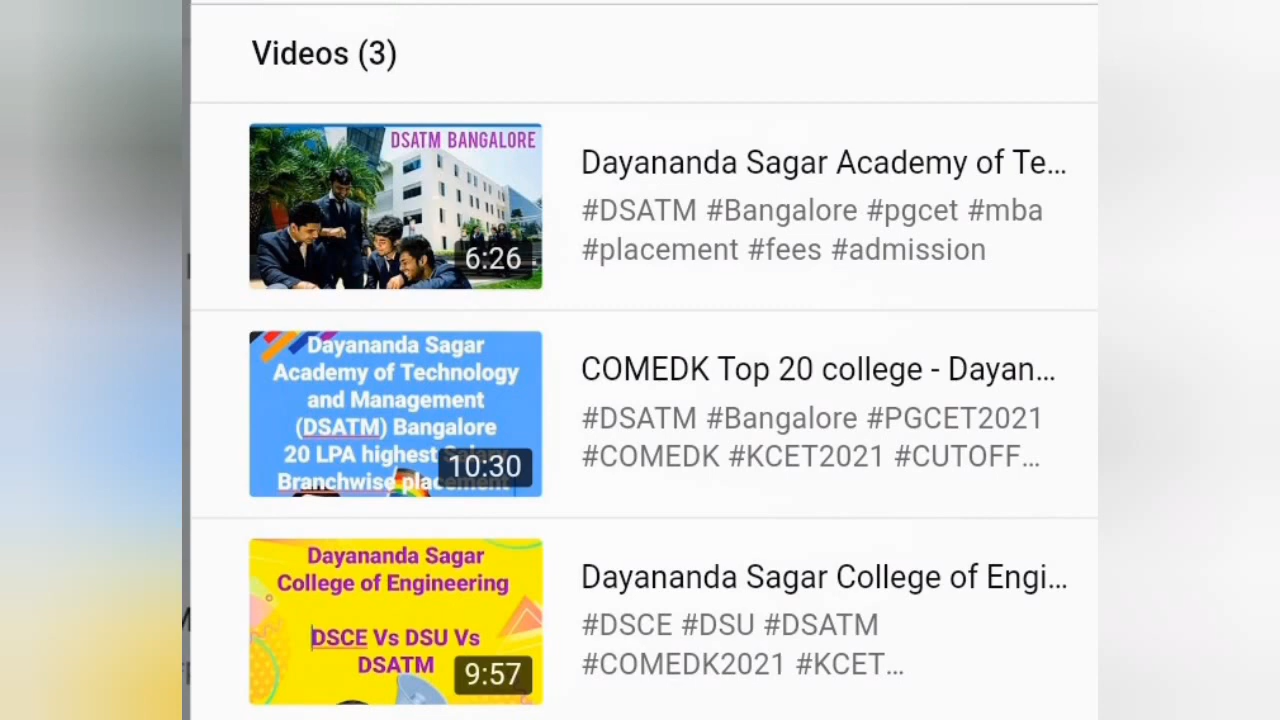 Videos (3)
DSATM BANGALORE
6:26
Dayananda Sagar Academy of Te...
#DSATM #Bangalore #pgcet #mba
#placement #fees #admission
Dayananda Sagar
Academy of Technology
and Management
(DSATM) Bangalore
20 LPA highest Salary
Branchwise placement
10:30
COMEDK Top 20 college - Dayan...
#DSATM #Bangalore #PGCET2021
#COMEDK #KCET2021 #CUTOFF...
Dayananda Sagar
College of Engineering
DSCE Vs DSU Vs
DSATM
9:57
Dayananda Sagar College of Engi...
#DSCE #DSU #DSATM
#COMEDK2021 #KCET...